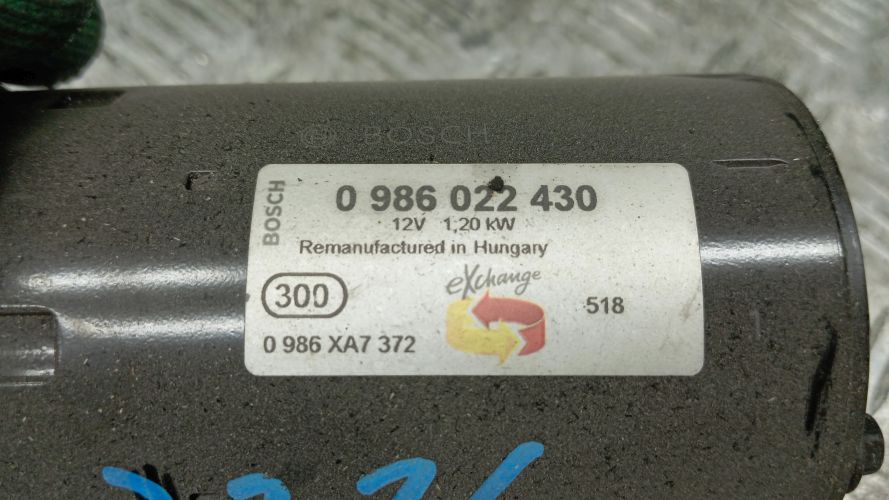 BOSCH
BOSCH
0 986 022 430
12V 1,20 kW
Remanufactured in Hungary
eXchange
300
518
0 986 XA7 372